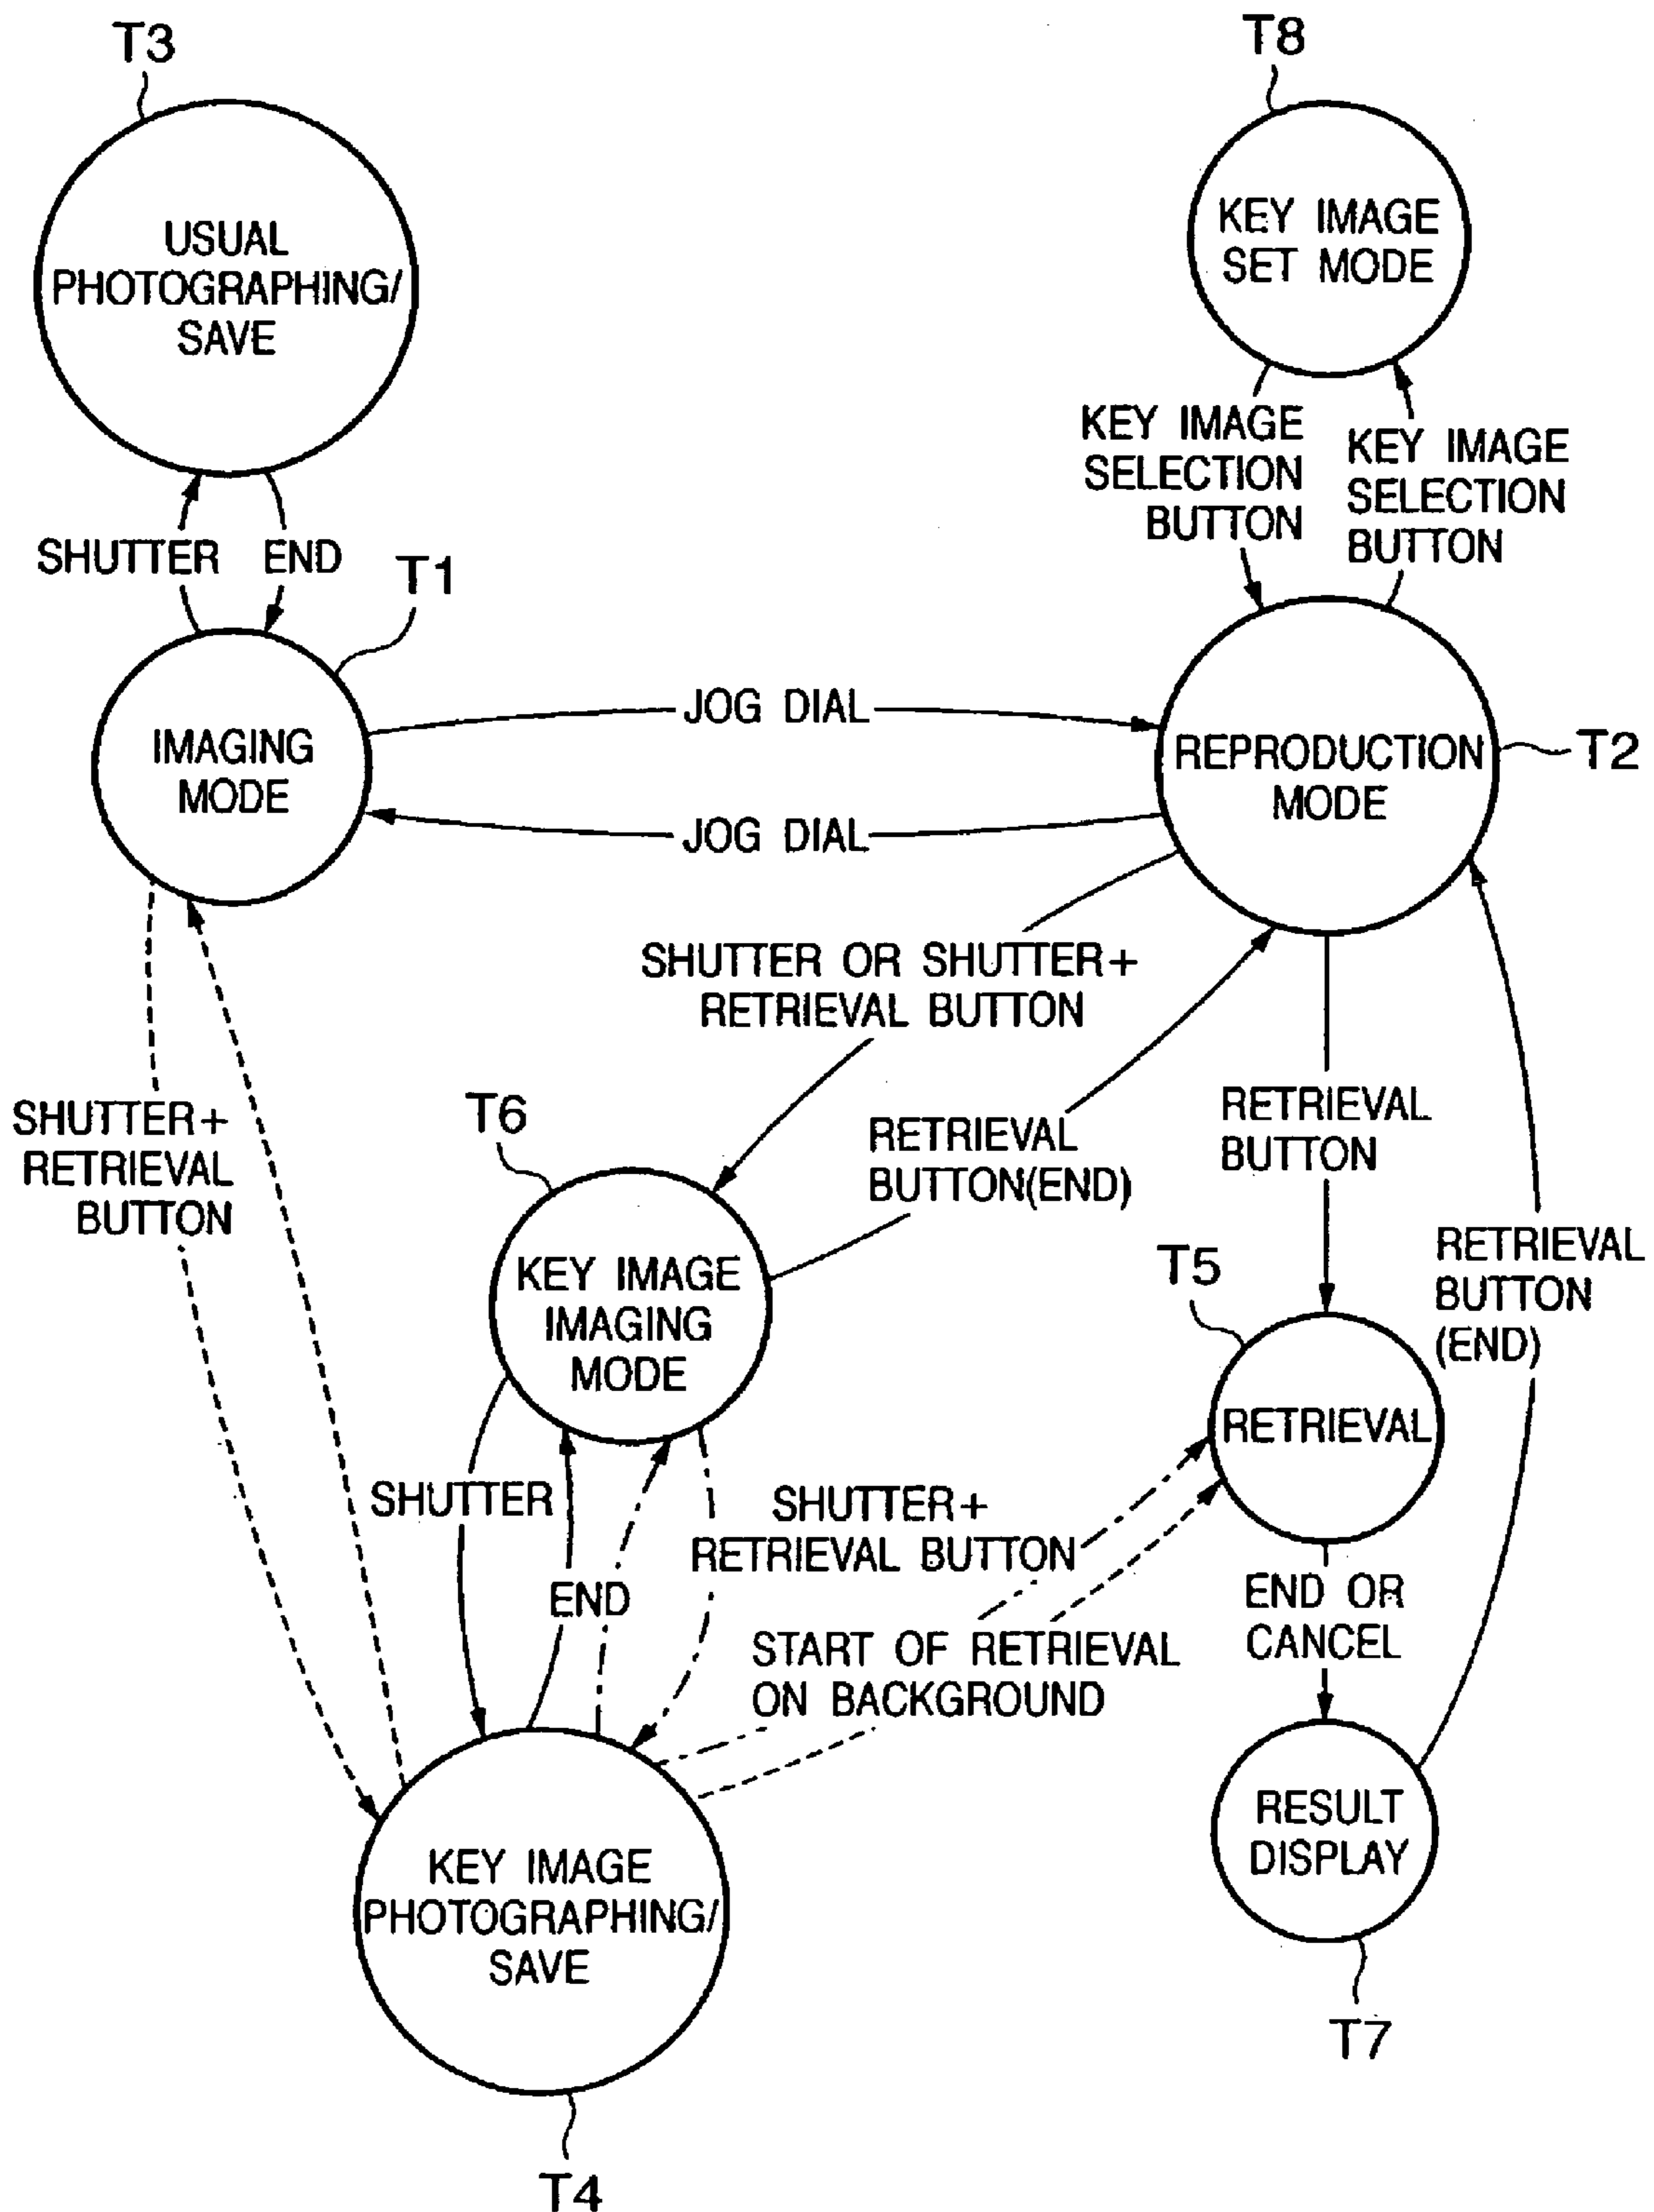 T3
T8
USUAL
PHOTOGRAPHING/
SAVE
KEY IMAGE
SET MODE
KEY IMAGE
SELECTION
BUTTON
KEY IMAGE
SELECTION
BUTTON
SHUTTER
END
T1
IMAGING
MODE
JOG DIAL
REPRODUCTION
MODE
T2
JOG DIAL
SHUTTER OR SHUTTER+
RETRIEVAL BUTTON
SHUTTER+
RETRIEVAL
BUTTON
T6
RETRIEVAL
BUTTON(END)
RETRIEVAL
BUTTON
RETRIEVAL
BUTTON
(END)
KEY IMAGE
IMAGING
MODE
T5
RETRIEVAL
SHUTTER
END
SHUTTER+
RETRIEVAL BUTTON
START OF RETRIEVAL
ON BACKGROUND
END OR
CANCEL
RESULT
DISPLAY
T7
KEY IMAGE
PHOTOGRAPHING/
SAVE
T4